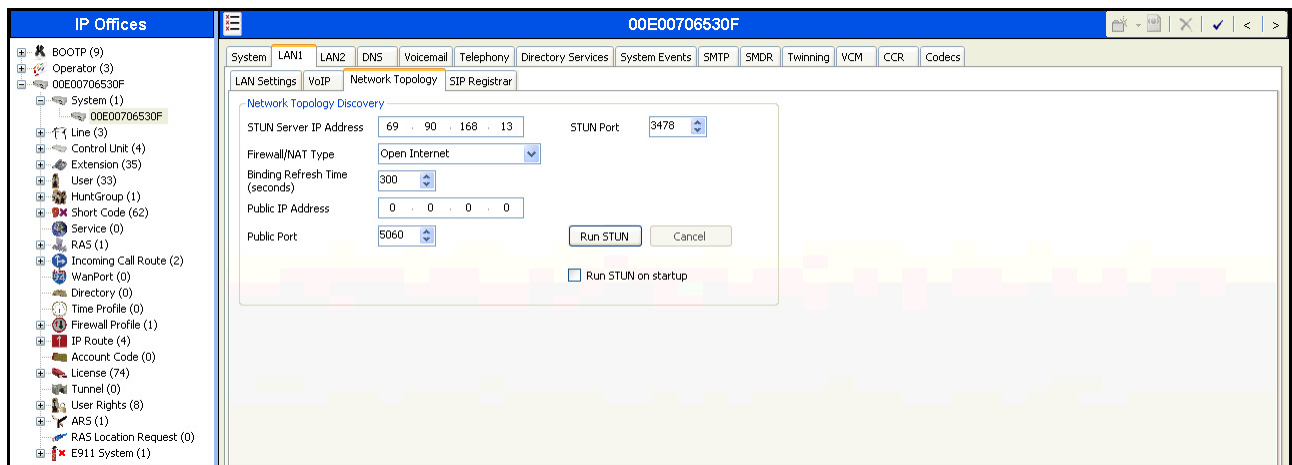 IP Offices
BOOTP (9)
Operator (3)
00E00706530F
System (1)
00E00706530F
Line (3)
Control Unit (4)
Extension (35)
User (33)
HuntGroup (1)
Short Code (62)
Service (0)
RAS (1)
Incoming Call Route (2)
WanPort (0)
Directory (0)
Time Profile (0)
Firewall Profile (1)
IP Route (4)
Account Code (0)
License (74)
Tunnel (0)
User Rights (8)
ARS (1)
RAS Location Request (0)
E911 System (1)
00E00706530F
System LAN1 LAN2 DNS Voicemail Telephony Directory Services System Events SMTP SMDR Twinning VCM CCR Codecs
LAN Settings VoIP Network Topology SIP Registrar
Network Topology Discovery
STUN Server IP Address 69 . 90 . 168 . 13 STUN Port 3478
Firewall/NAT Type Open Internet
Binding Refresh Time
(seconds) 300
Public IP Address 0 . 0 . 0 . 0
Public Port 5060 Run STUN Cancel
Run STUN on startup